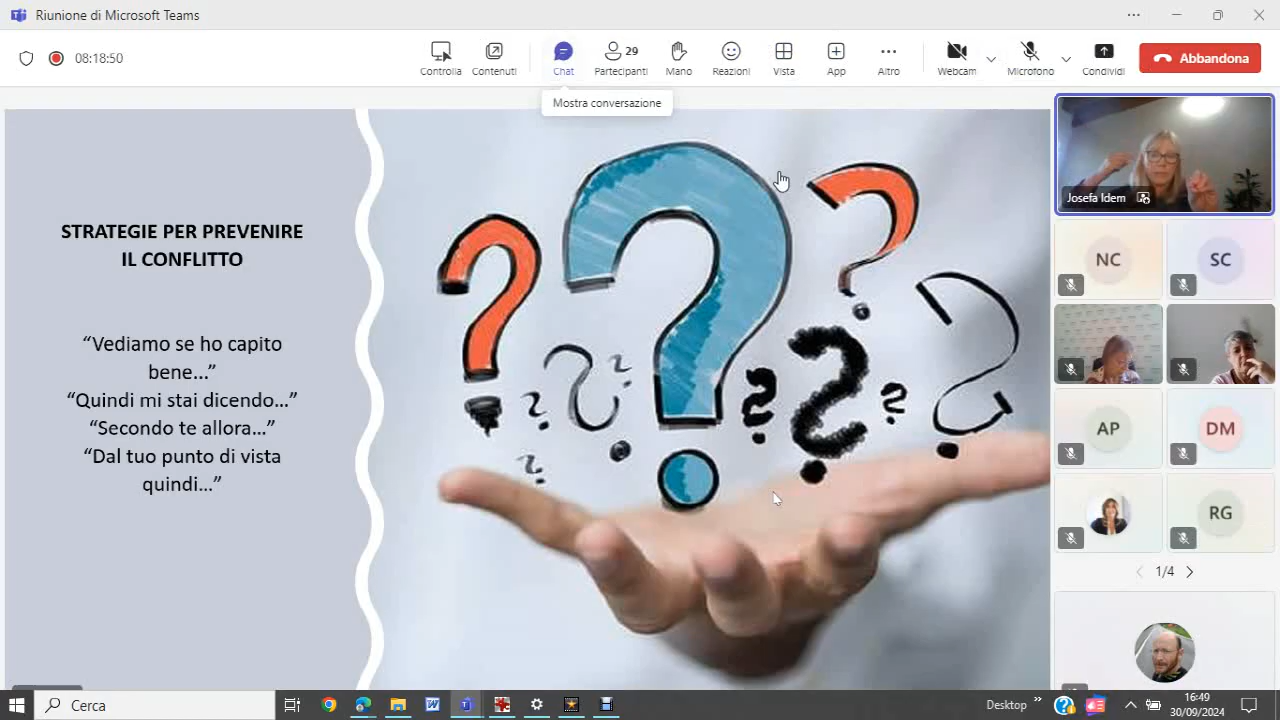 Riunione di Microsoft Teams
08:18:50
Controlla
Contenuti
Chat
29
Partecipanti
Mano
Reazioni
Vista
App
Altro
Webcam
Microfono
Condividi
Abbandona
Mostra conversazione
STRATEGIE PER PREVENIRE
IL CONFLITTO
“Vediamo se ho capito
bene…”
“Quindi mi stai dicendo…”
“Secondo te allora…”
“Dal tuo punto di vista
quindi…”
? ? ? ? ? ? ? ? ? ? ?
Josefa Idem
NC
SC
AP
DM
RG
1/4
Cerca
Desktop
16:49
30/09/2024